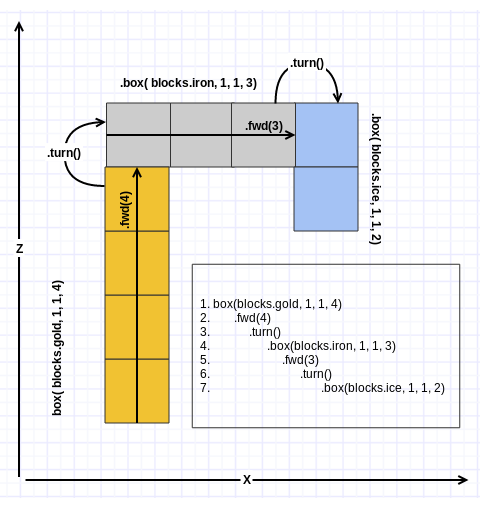 .box( blocks.iron, 1, 1, 3)
.turn()
.fwd(3)
.turn()
.box( blocks.ice, 1, 1, 2)
.fwd(4)
Z
box( blocks.gold, 1, 1, 4)
1. box(blocks.gold, 1, 1, 4)
2. .fwd(4)
3. .turn()
4. .box(blocks.iron, 1, 1, 3)
5. .fwd(3)
6. .turn()
7. .box(blocks.ice, 1, 1, 2)
X